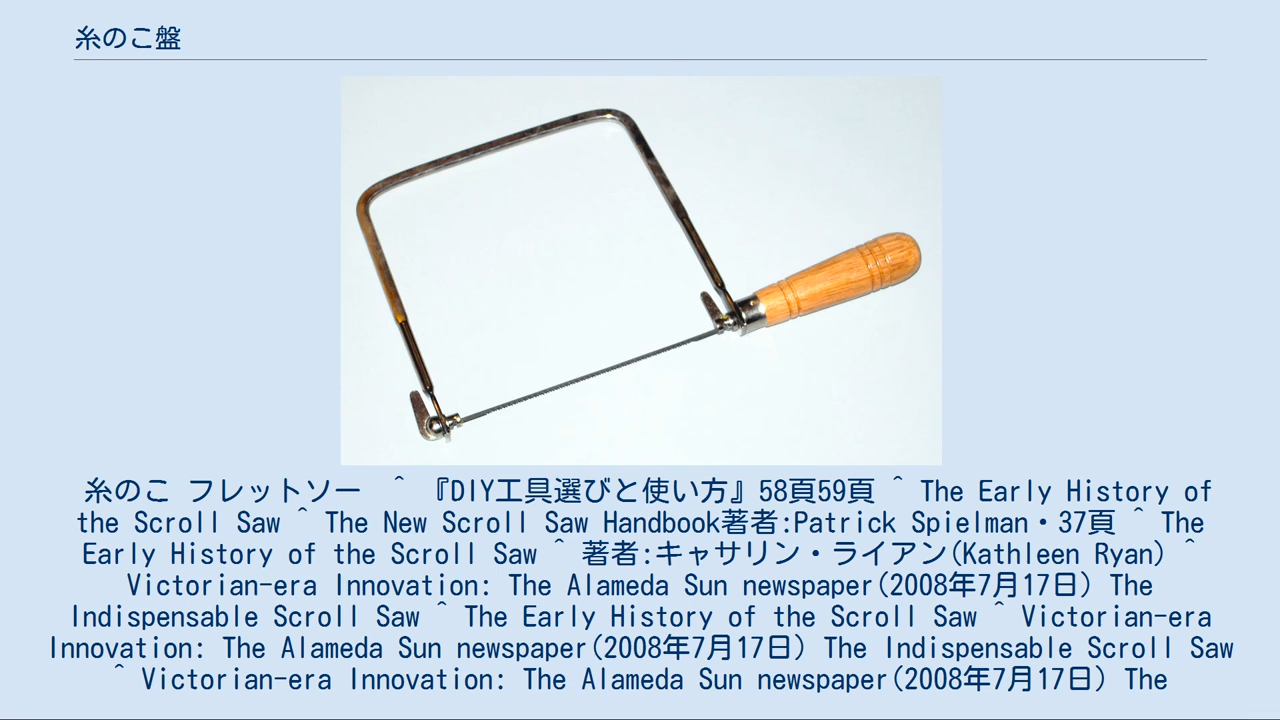 糸のこ盤
糸のこ フレットソー ^ 『DIY工具選びと使い方』58頁59頁 ^ The Early History of
the Scroll Saw ^ The New Scroll Saw Handbook著者:Patrick Spielman・37頁 ^ The
Early History of the Scroll Saw ^ 著者:キャサリン・ライアン(Kathleen Ryan) ^
Victorian-era Innovation: The Alameda Sun newspaper(2008年7月17日) The
Indispensable Scroll Saw ^ The Early History of the Scroll Saw ^ Victorian-era
Innovation: The Alameda Sun newspaper(2008年7月17日) The Indispensable Scroll Saw
^ Victorian-era Innovation: The Alameda Sun newspaper(2008年7月17日) The